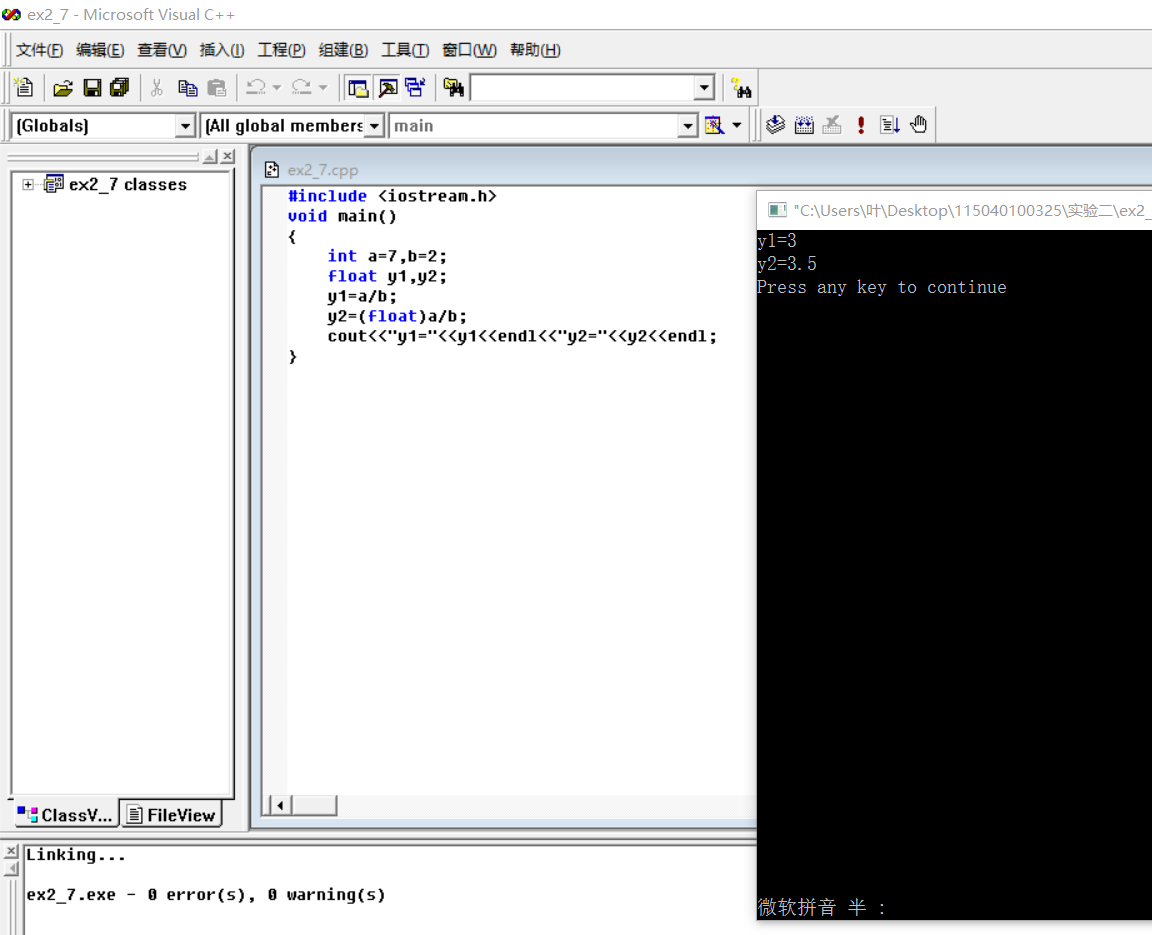 ex2_7 - Microsoft Visual C++
文件(F) 编辑(E) 查看(V) 插入(I) 工程(P) 组建(B) 工具(T) 窗口(W) 帮助(H)
(Globals) (All global members main
ex2_7 classes
ex2_7.cpp
#include <iostream.h>
void main()
{
int a=7,b=2;
float y1,y2;
y1=a/b;
y2=(float)a/b;
cout<<"y1="<<y1<<endl<<"y2="<<y2<<endl;
}
"C:\Users\叶\Desktop\115040100325\实验二\ex2_
y1=3
y2=3.5
Press any key to continue
微软拼音 半 :
ClassV... FileView
Linking...
ex2_7.exe - 0 error(s), 0 warning(s)